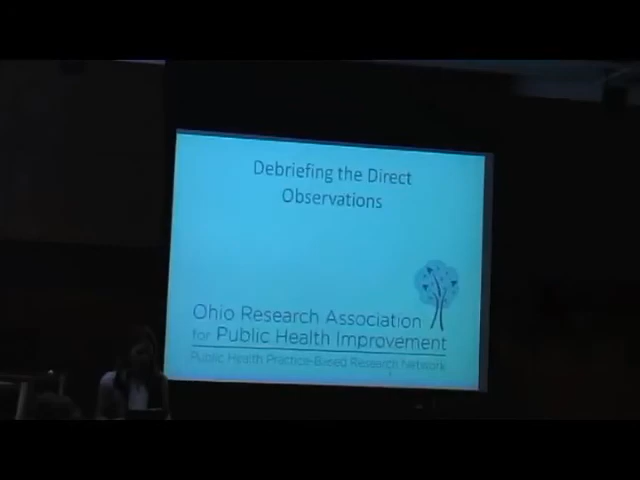 Debriefing the Direct
Observations
Ohio Research Association
for Public Health Improvement
Public Health Practice-Based Research Network